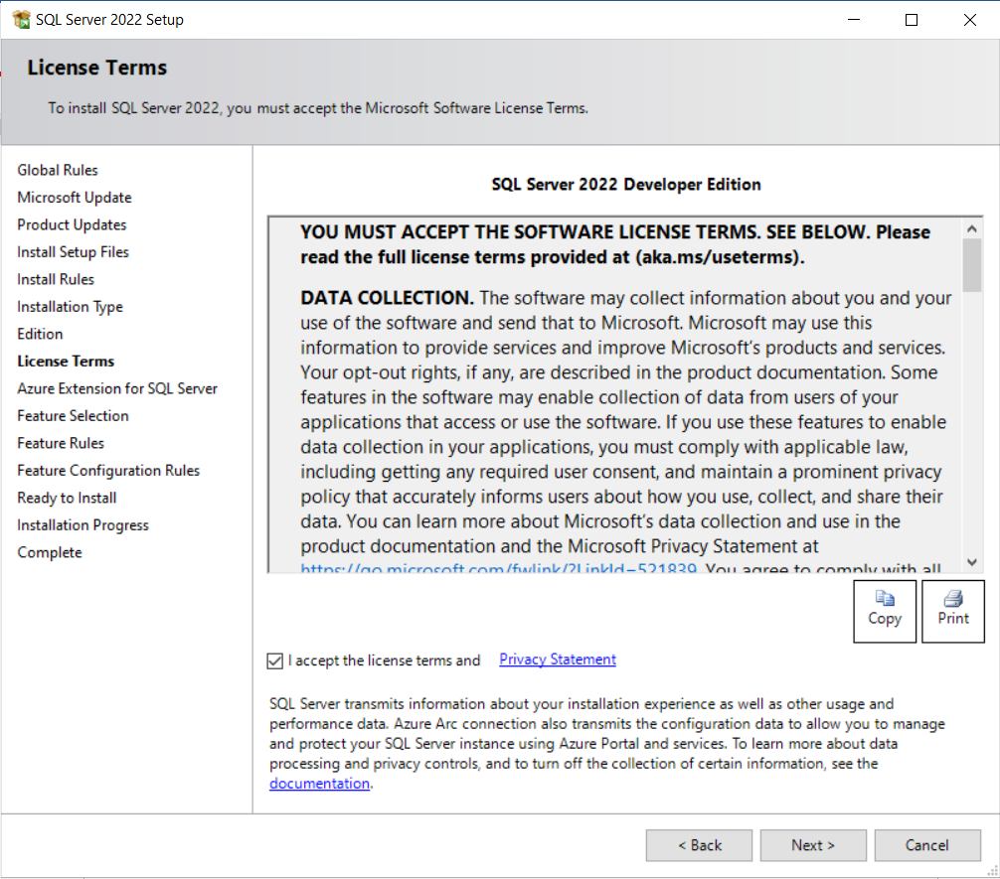 SQL Server 2022 Setup
License Terms
To install SQL Server 2022, you must accept the Microsoft Software License Terms.
Global Rules
Microsoft Update
Product Updates
Install Setup Files
Install Rules
Installation Type
Edition
License Terms
Azure Extension for SQL Server
Feature Selection
Feature Rules
Feature Configuration Rules
Ready to Install
Installation Progress
Complete
SQL Server 2022 Developer Edition
YOU MUST ACCEPT THE SOFTWARE LICENSE TERMS. SEE BELOW. Please
read the full license terms provided at (aka.ms/useterms).
DATA COLLECTION. The software may collect information about you and your
use of the software and send that to Microsoft. Microsoft may use this
information to provide services and improve Microsoft's products and services.
Your opt-out rights, if any, are described in the product documentation. Some
features in the software may enable collection of data from users of your
applications that access or use the software. If you use these features to enable
data collection in your applications, you must comply with applicable law,
including getting any required user consent, and maintain a prominent privacy
policy that accurately informs users about how you use, collect, and share their
data. You can learn more about Microsoft's data collection and use in the
product documentation and the Microsoft Privacy Statement at
https://go.microsoft.com/fwlink/?LinkId=521839. You agree to comply with all
Copy
Print
I accept the license terms and Privacy Statement
SQL Server transmits information about your installation experience as well as other usage and
performance data. Azure Arc connection also transmits the configuration data to allow you to manage
and protect your SQL Server instance using Azure Portal and services. To learn more about data
processing and privacy controls, and to turn off the collection of certain information, see the
documentation.
< Back
Next >
Cancel